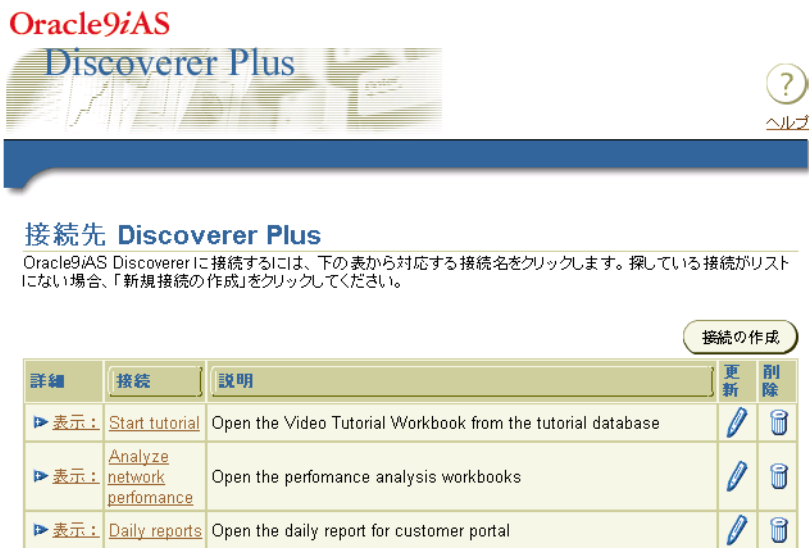 Oracle9iAS
Discoverer Plus
?
ヘルプ
接続先 Discoverer Plus
Oracle9iAS Discovererに接続するには、下の表から対応する接続名をクリックします。探している接続がリスト
にない場合、「新規接続の作成」をクリックしてください。
接続の作成
詳細 接続 説明 更新 削除
表示: Start tutorial Open the Video Tutorial Workbook from the tutorial database
表示: Analyze
network
perfomance
Open the perfomance analysis workbooks
表示: Daily reports Open the daily report for customer portal